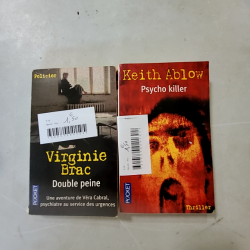 Policier
Virginie
Brac
Double peine
Une aventure de Véra Cabral,
psychiatre au service des urgences
POCKET
Keith Ablow
Psycho killer
Thriller
POCKET